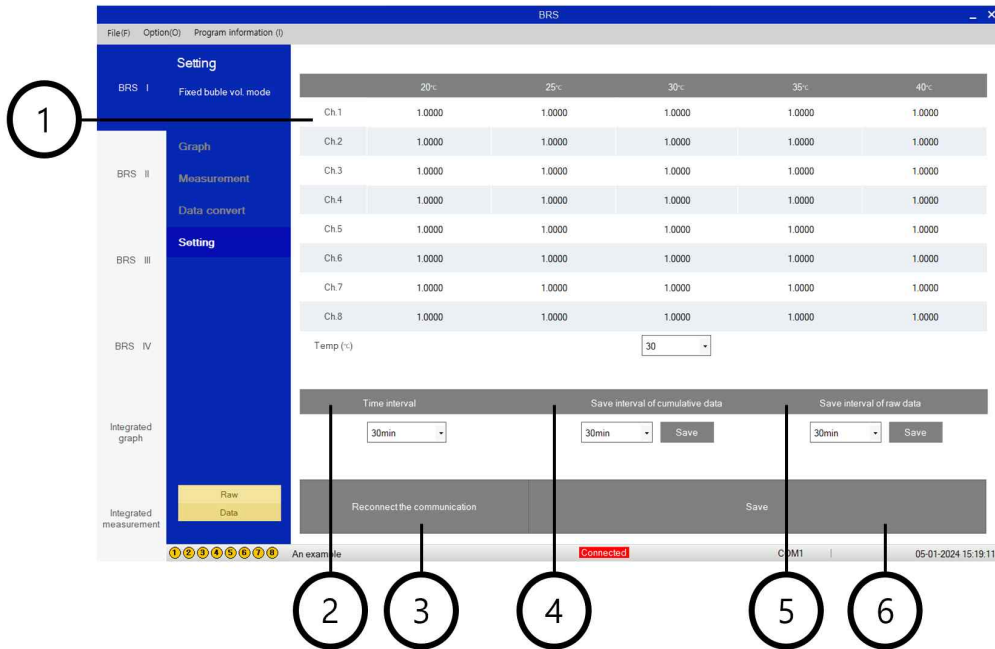 BRS
File(F) Option(O) Program information (I)
Setting
BRS I Fixed buble vol. mode
20℃ 25℃ 30℃ 35℃ 40℃
1
Ch.1 1.0000 1.0000 1.0000 1.0000 1.0000
Ch.2 1.0000 1.0000 1.0000 1.0000 1.0000
Graph
BRS II
Ch.3 1.0000 1.0000 1.0000 1.0000 1.0000
Measurement
Ch.4 1.0000 1.0000 1.0000 1.0000 1.0000
Data convert
Ch.5 1.0000 1.0000 1.0000 1.0000 1.0000
Setting
BRS III
Ch.6 1.0000 1.0000 1.0000 1.0000 1.0000
Ch.7 1.0000 1.0000 1.0000 1.0000 1.0000
Ch.8 1.0000 1.0000 1.0000 1.0000 1.0000
BRS IV
Temp (℃) 30
Time interval Save interval of cumulative data Save interval of raw data
Integrated
graph
30min 30min Save 30min Save
Raw
Data
Reconnect the communication Save
Integrated
measurement
1 2 3 4 5 6 7 8 An example Connected COM1 05-01-2024 15:19:11
2 3 4 5 6